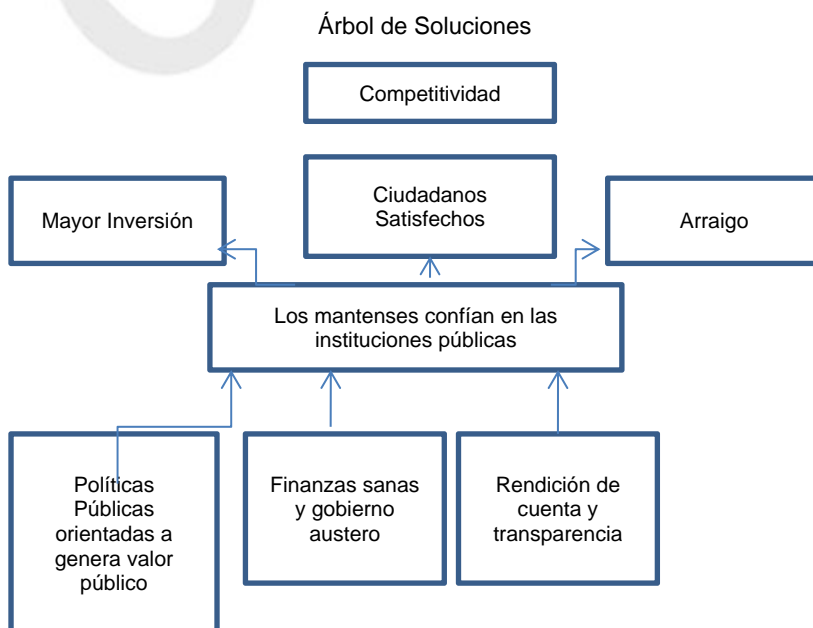 Árbol de Soluciones
Competitividad
Mayor Inversión
Ciudadanos
Satisfechos
Arraigo
Los mantenses confían en las
instituciones públicas
Políticas
Públicas
orientadas a
genera valor
público
Finanzas sanas
y gobierno
austero
Rendición de
cuenta y
transparencia